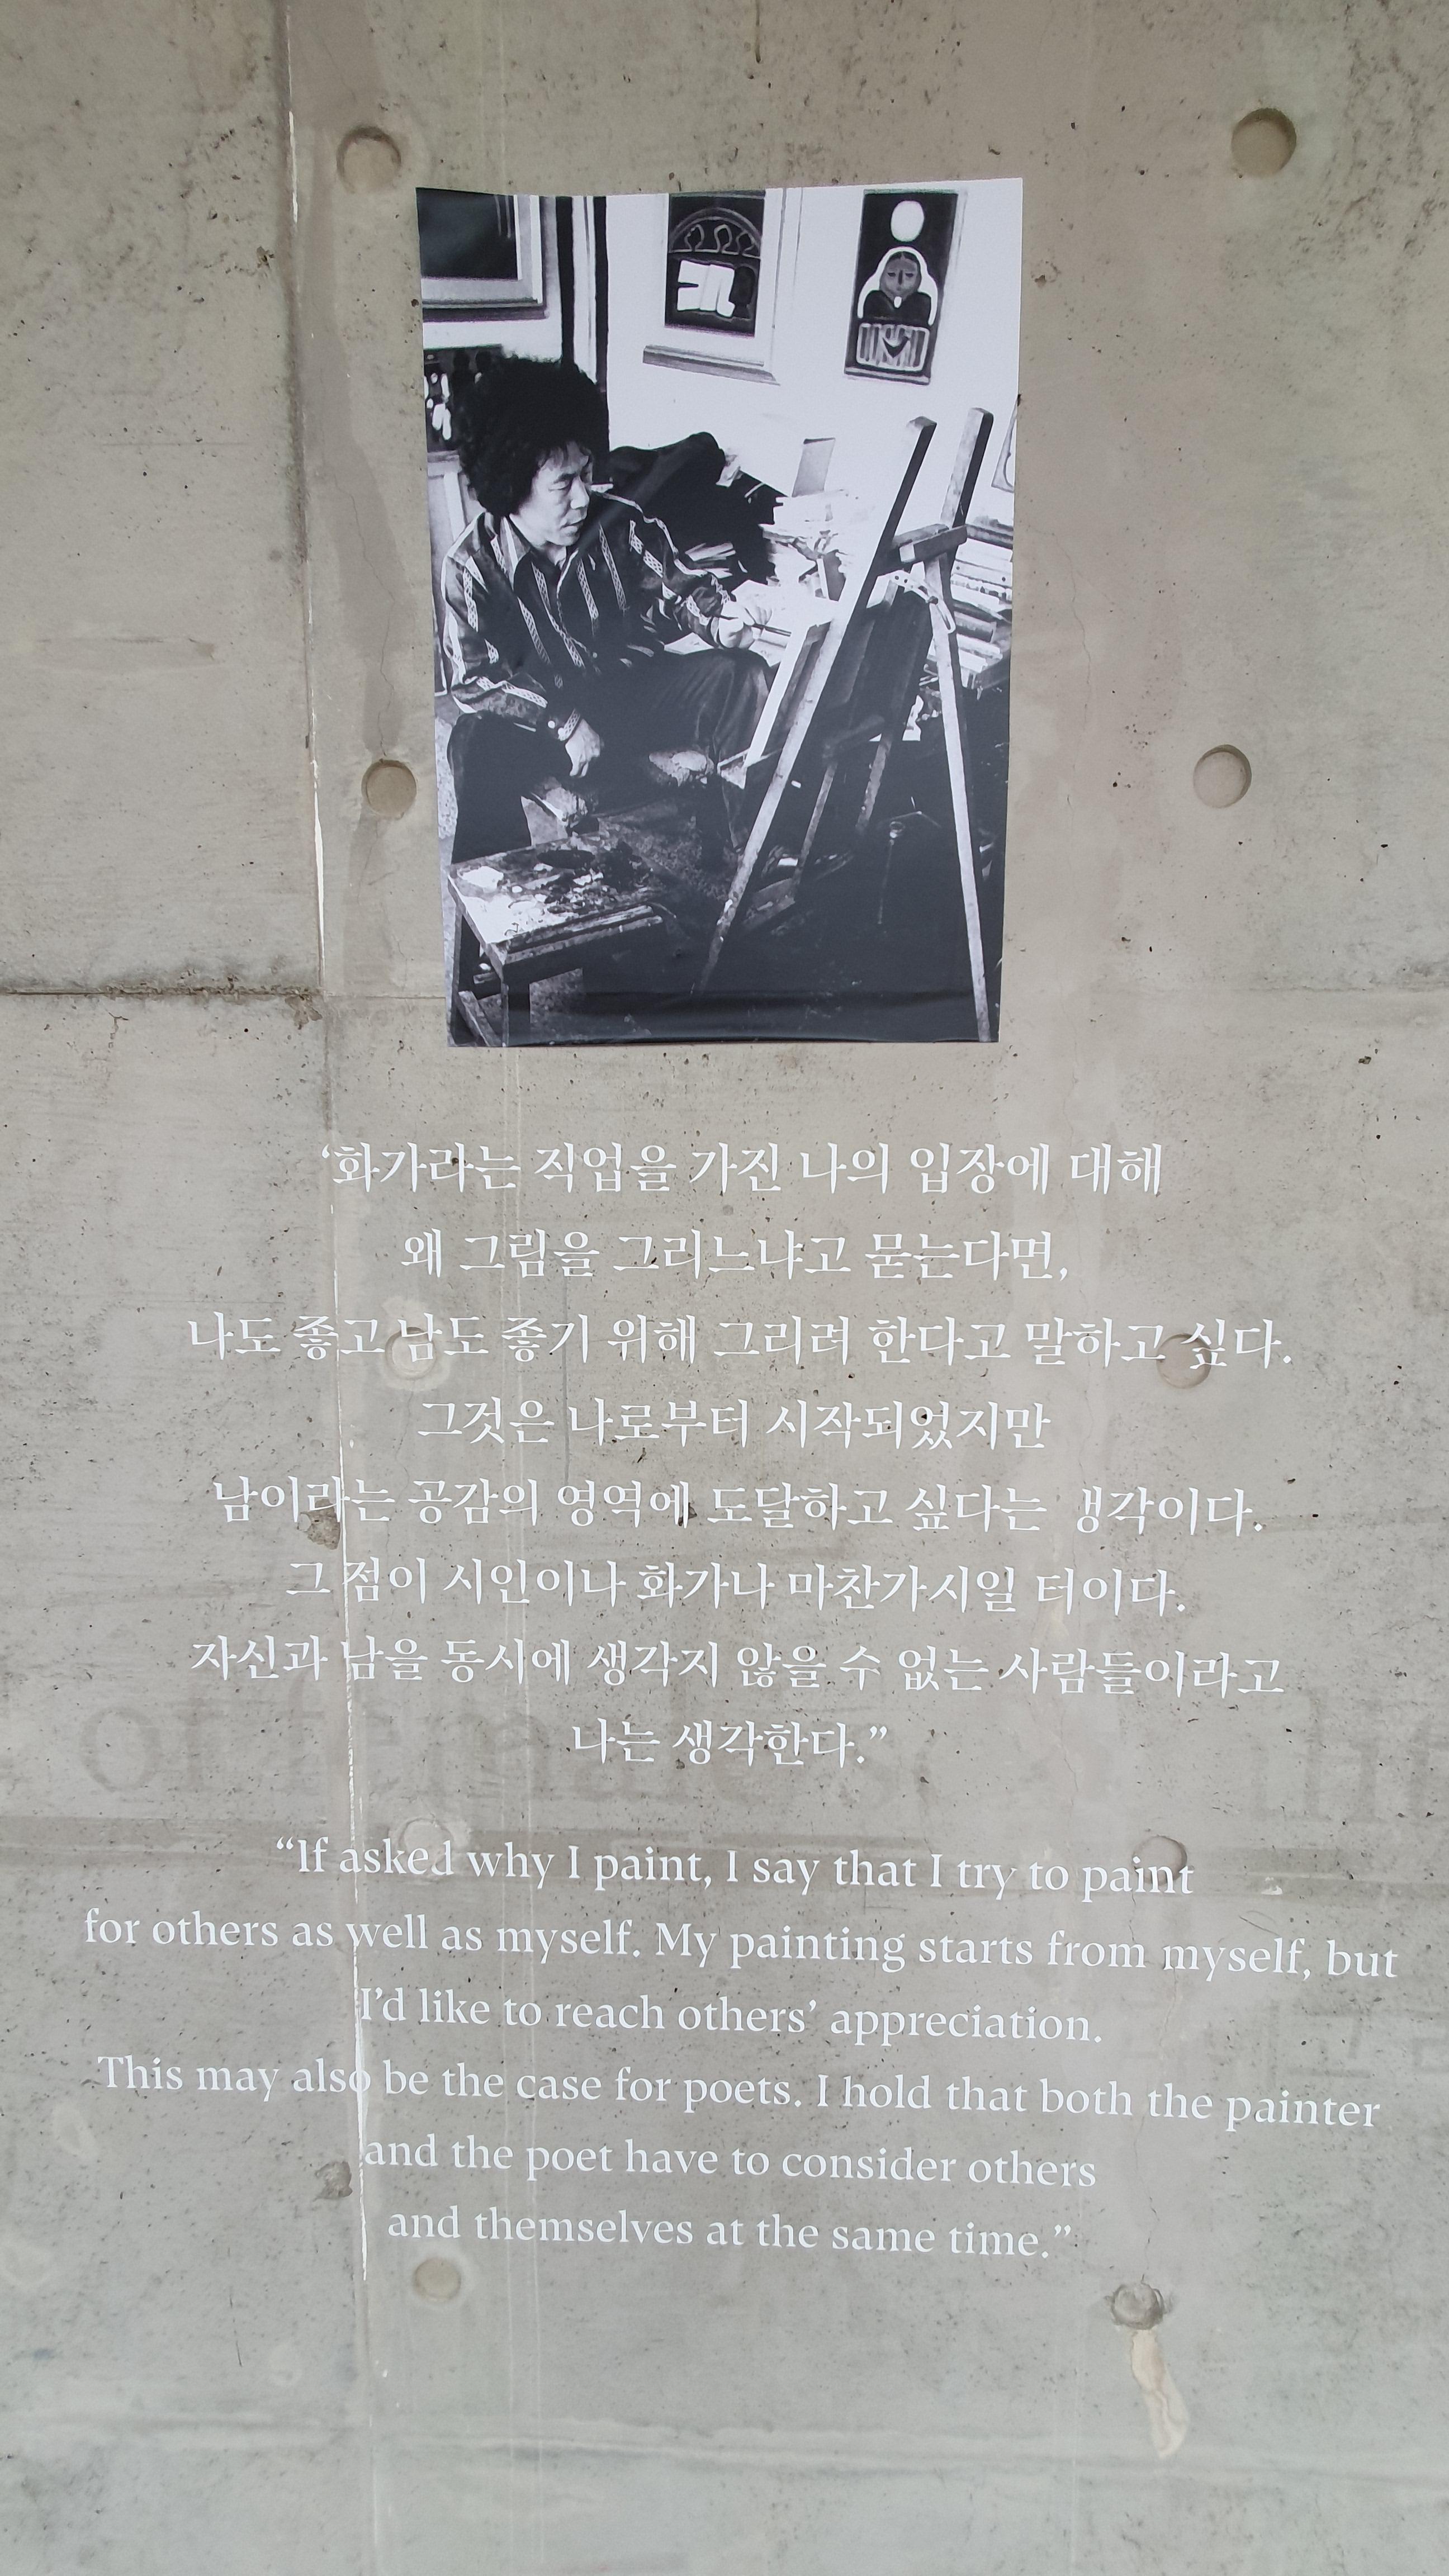 ‘화가라는 직업을 가진 나의 입장에 대해
왜 그림을 그리느냐고 묻는다면,
나도 좋고 남도 좋기 위해 그리려 한다고 말하고 싶다.
그것은 나로부터 시작되었지만
남이라는 공감의 영역에 도달하고 싶다는 생각이다.
그 점이 시인이나 화가나 마찬가시일 터이다.
자신과 남을 동시에 생각지 않을 수 없는 사람들이라고
나는 생각한다.”
“If asked why I paint, I say that I try to paint
for others as well as myself. My painting starts from myself, but
I’d like to reach others’ appreciation.
This may also be the case for poets. I hold that both the painter
and the poet have to consider others
and themselves at the same time.”